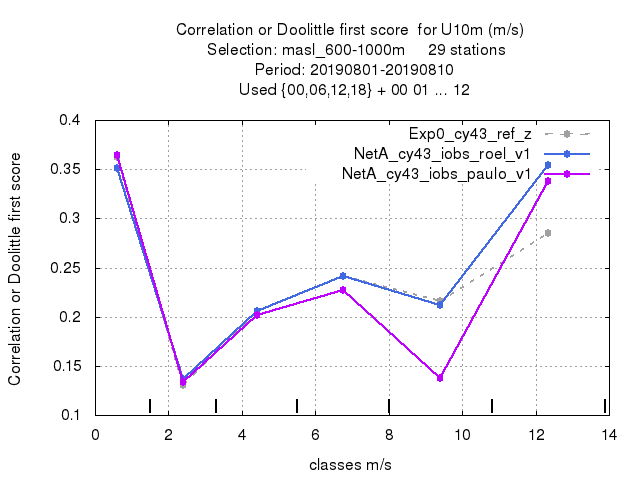 Correlation or Doolittle first score  for U10m (m/s)
Selection: masl_600-1000m     29 stations
Period: 20190801-20190810
Used {00,06,12,18} + 00 01 ... 12
Exp0_cy43_ref_z
NetA_cy43_iobs_roel_v1
NetA_cy43_iobs_paulo_v1
Correlation or Doolittle first score
0.4
0.35
0.3
0.25
0.2
0.15
0.1
0 2 4 6 8 10 12 14
classes m/s